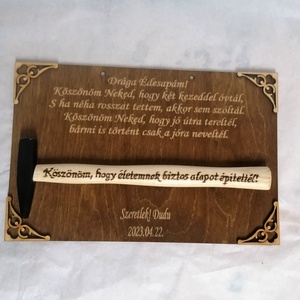 Drága Édesapám!
Köszönöm Neked, hogy két kezeddel óvtál,
S ha néha rosszat tettem, akkor sem szóltál.
Köszönöm Neked, hogy jó útra tereltél,
bármi is történt csak a jóra neveltél.
Köszönöm, hogy életemnek biztos alapot építettél!
Szeretlek! Dudu
2023.04.22.